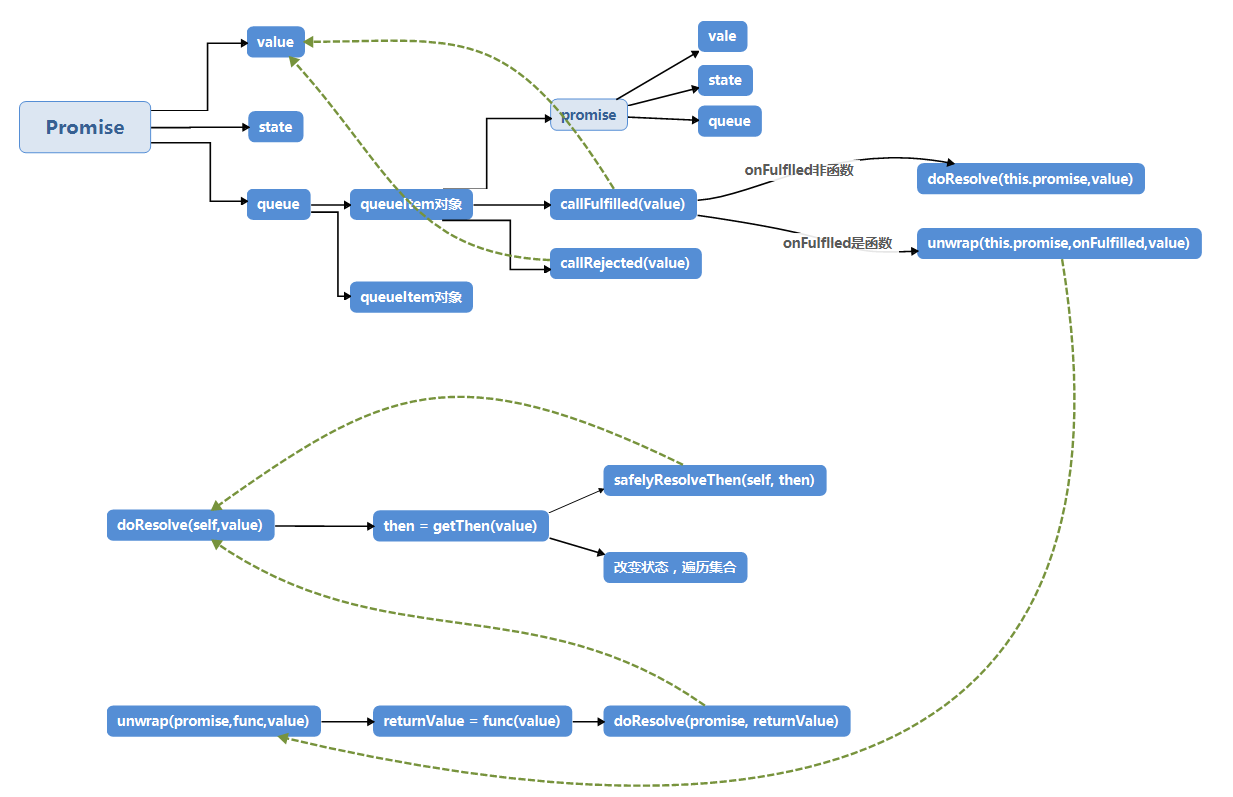 Promise
value
state
queue
queueItem对象
queueItem对象
promise
vale
state
queue
callFulfilled(value)
callRejected(value)
onFulflled非函数
doResolve(this.promise,value)
onFulflled是函数
unwrap(this.promise,onFulfilled,value)
doResolve(self,value)
then = getThen(value)
safelyResolveThen(self, then)
改变状态，遍历集合
unwrap(promise,func,value)
returnValue = func(value)
doResolve(promise, returnValue)